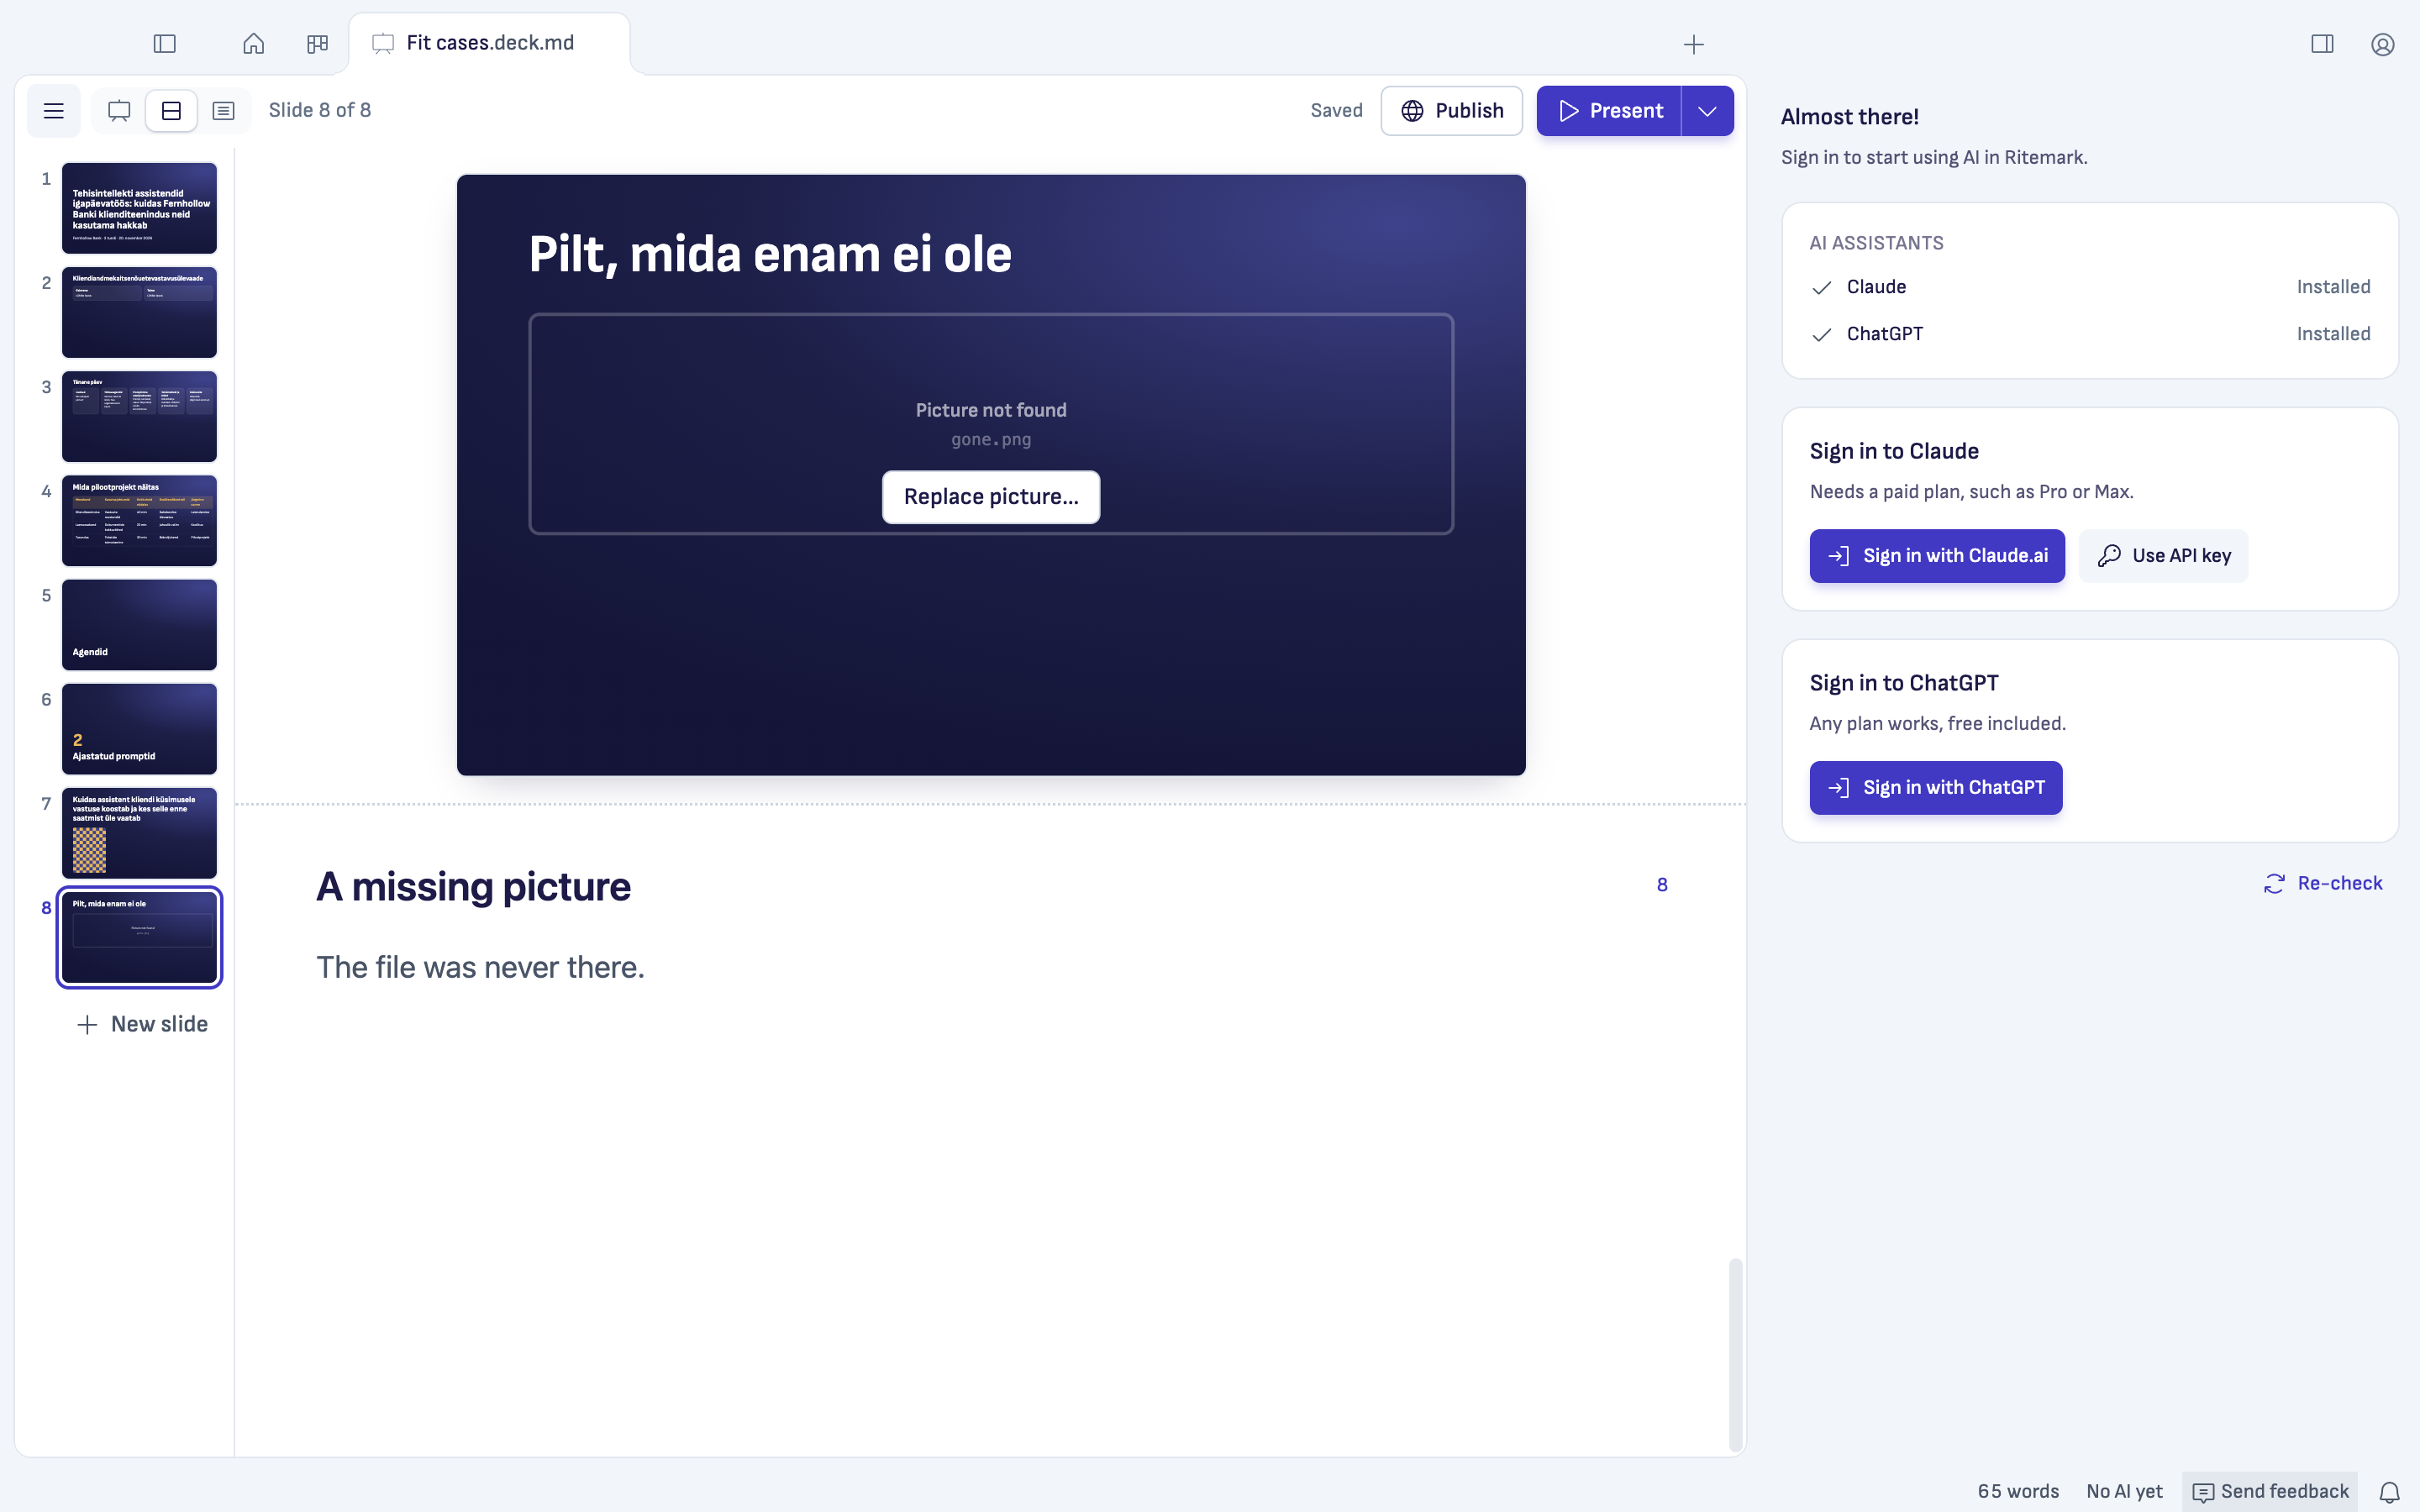 Fit cases.deck.md
Slide 8 of 8
Saved
Publish
Present
1
Tehisintellekti assistendid
igapäevatöös: kuidas Fernhollow
Banki klienditeenindus neid
kasutama hakkab
2
Kliendiandmekaitsenõuetevastavusülevaade
3
Tänane päev
4
Mida pilootprojekt näitas
5
Agendid
6
2
Ajastatud promptid
7
Kuidas assistent kliendi küsimusele
vastuse koostab ja kes selle enne
saatmist üle vaatab
8
Pilt, mida enam ei ole
New slide
Pilt, mida enam ei ole
Picture not found
gone.png
Replace picture...
A missing picture
8
The file was never there.
Almost there!
Sign in to start using AI in Ritemark.
AI ASSISTANTS
Claude
Installed
ChatGPT
Installed
Sign in to Claude
Needs a paid plan, such as Pro or Max.
Sign in with Claude.ai
Use API key
Sign in to ChatGPT
Any plan works, free included.
Sign in with ChatGPT
Re-check
65 words
No AI yet
Send feedback